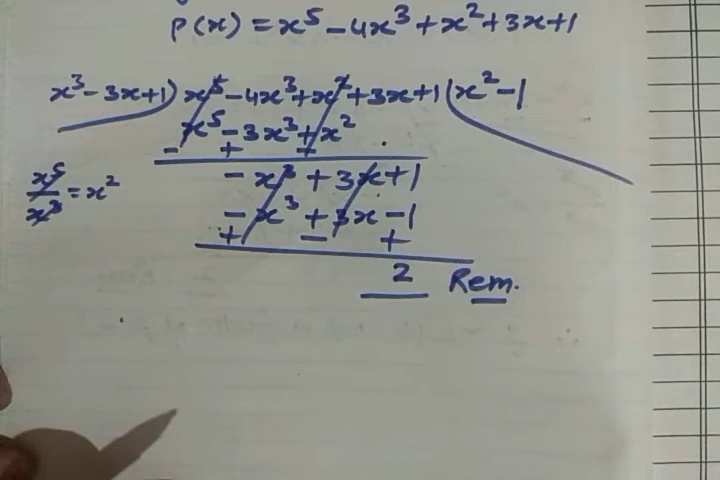 P(x) = x⁵ - 4x³ + x² + 3x + 1
x³ - 3x + 1 ) x⁵ - 4x³ + x² + 3x + 1 ( x² - 1
x⁵ - 3x³ + x²
- + -
- x³ + 3x + 1
x⁵/x³ = x²
- x³ + 3x - 1
+ - +
2 Rem.